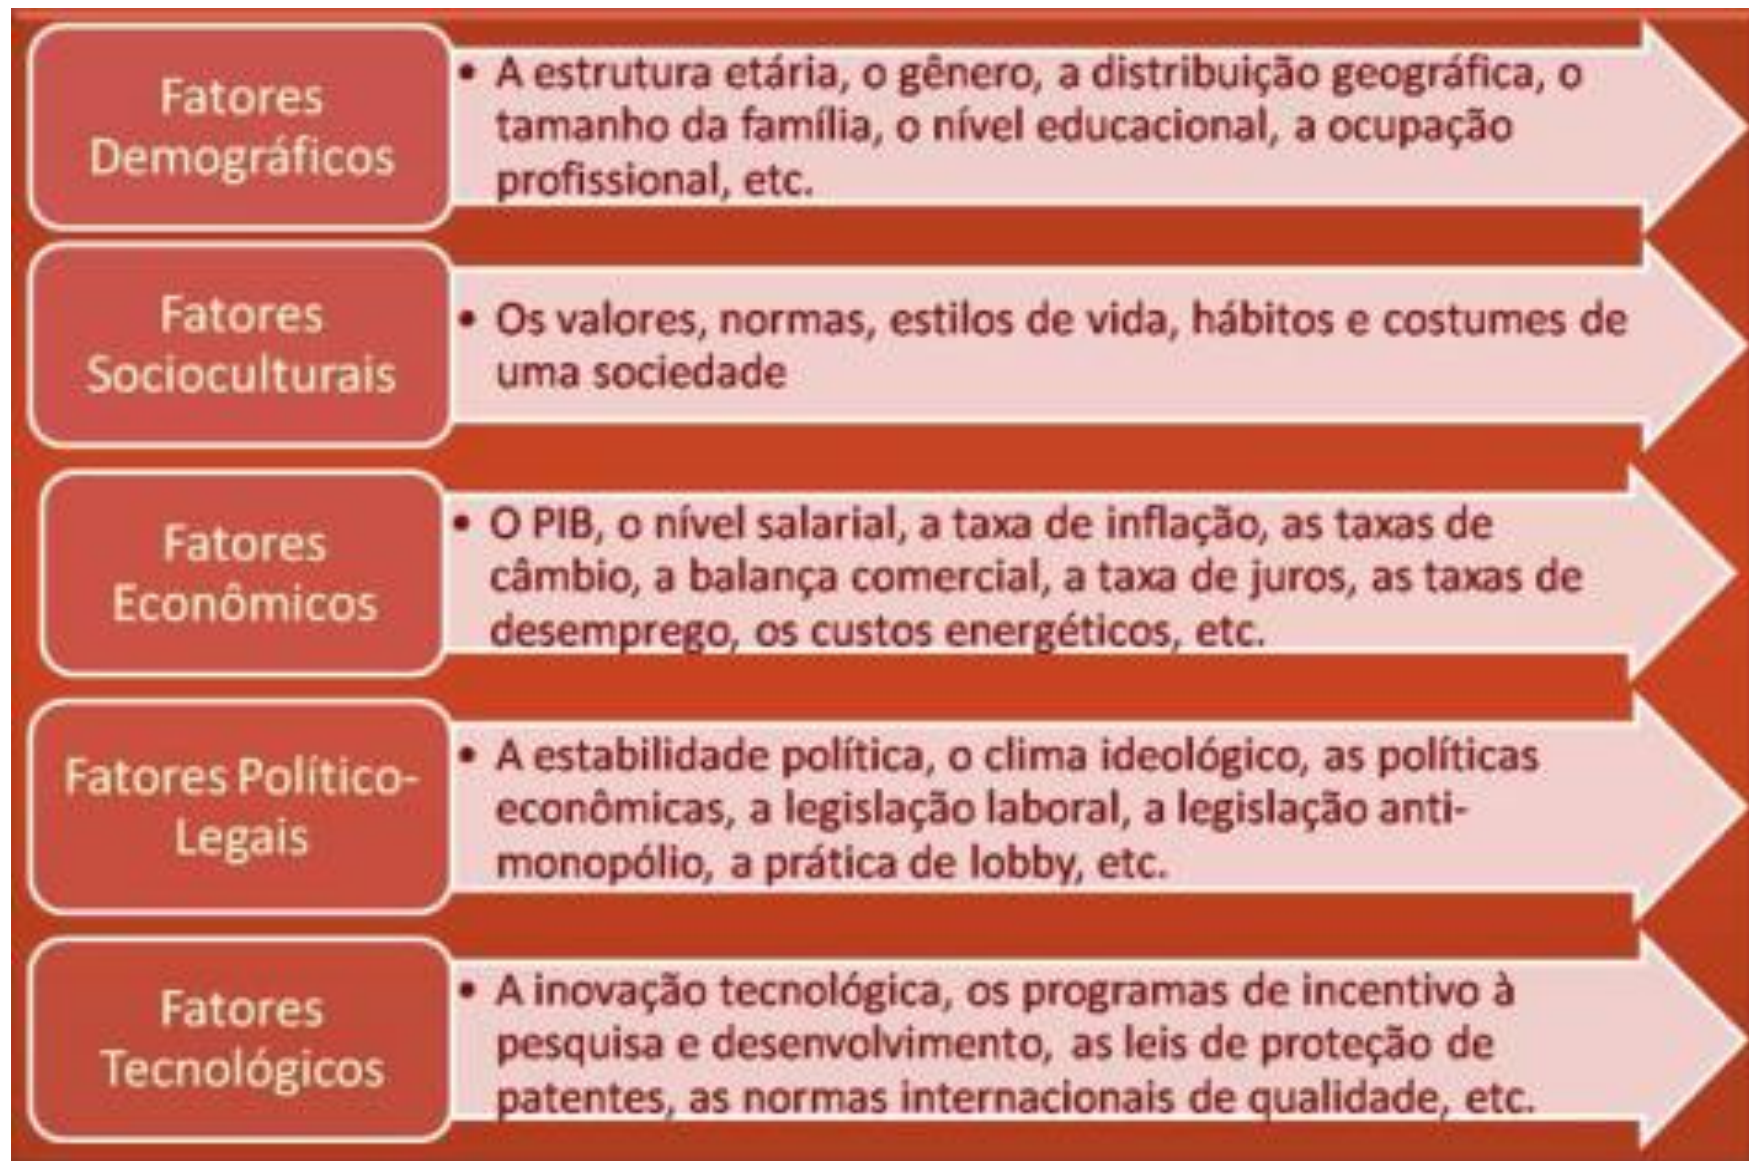 Fatores
Demográficos
• A estrutura etária, o gênero, a distribuição geográfica, o
tamanho da família, o nível educacional, a ocupação
profissional, etc.
Fatores
Socioculturais
• Os valores, normas, estilos de vida, hábitos e costumes de
uma sociedade
Fatores
Econômicos
• O PIB, o nível salarial, a taxa de inflação, as taxas de
câmbio, a balança comercial, a taxa de juros, as taxas de
desemprego, os custos energéticos, etc.
Fatores Político-
Legais
• A estabilidade política, o clima ideológico, as políticas
econômicas, a legislação laboral, a legislação anti-
monopólio, a prática de lobby, etc.
Fatores
Tecnológicos
• A inovação tecnológica, os programas de incentivo à
pesquisa e desenvolvimento, as leis de proteção de
patentes, as normas internacionais de qualidade, etc.